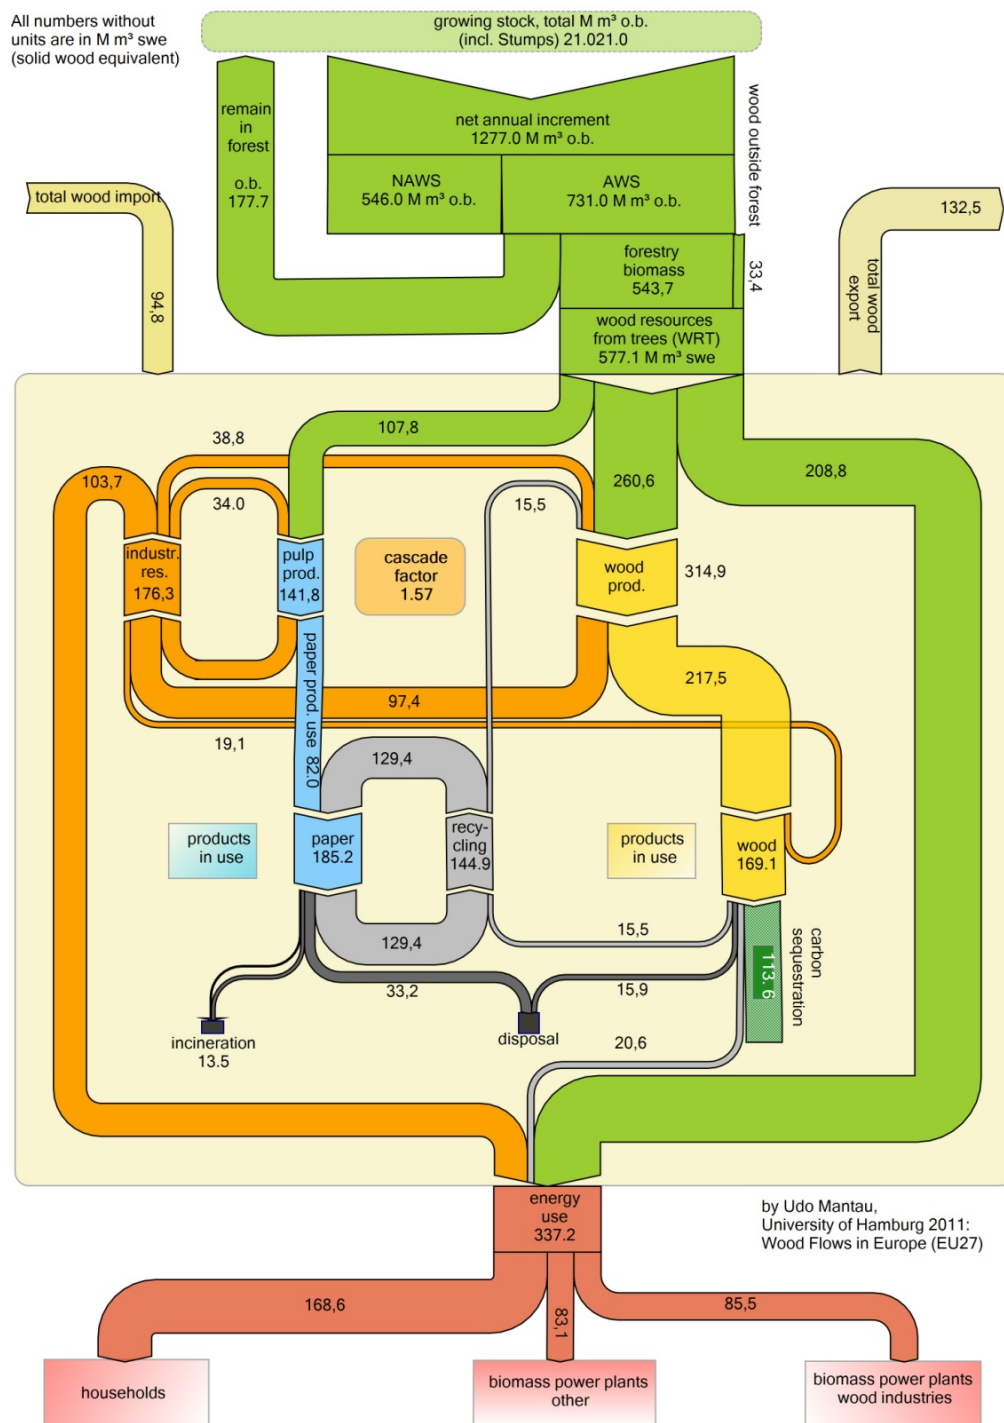 All numbers without
units are in M m³ swe
(solid wood equivalent)
growing stock, total M m³ o.b.
(incl. Stumps) 21.021.0
remain
in
forest
o.b.
177.7
net annual increment
1277.0 M m³ o.b.
wood outside forest
NAWS
546.0 M m³ o.b.
AWS
731.0 M m³ o.b.
total wood import
94,8
132,5
total wood
export
forestry
biomass
543,7
33,4
wood resources
from trees (WRT)
577.1 M m³ swe
107,8
38,8
103,7
34.0
15,5
260,6
208,8
industr.
res.
176,3
pulp
prod.
141,8
cascade
factor
1.57
wood
prod.
314,9
paper prod. use 82.0
97,4
217,5
19,1
129,4
products
in use
paper
185.2
recy-
cling
144.9
products
in use
wood
169.1
129,4
15,5
carbon
sequestration
113. 6
33,2
15,9
incineration
13.5
disposal
20,6
energy
use
337.2
by Udo Mantau,
University of Hamburg 2011:
Wood Flows in Europe (EU27)
168,6
83,1
85,5
households
biomass power plants
other
biomass power plants
wood industries